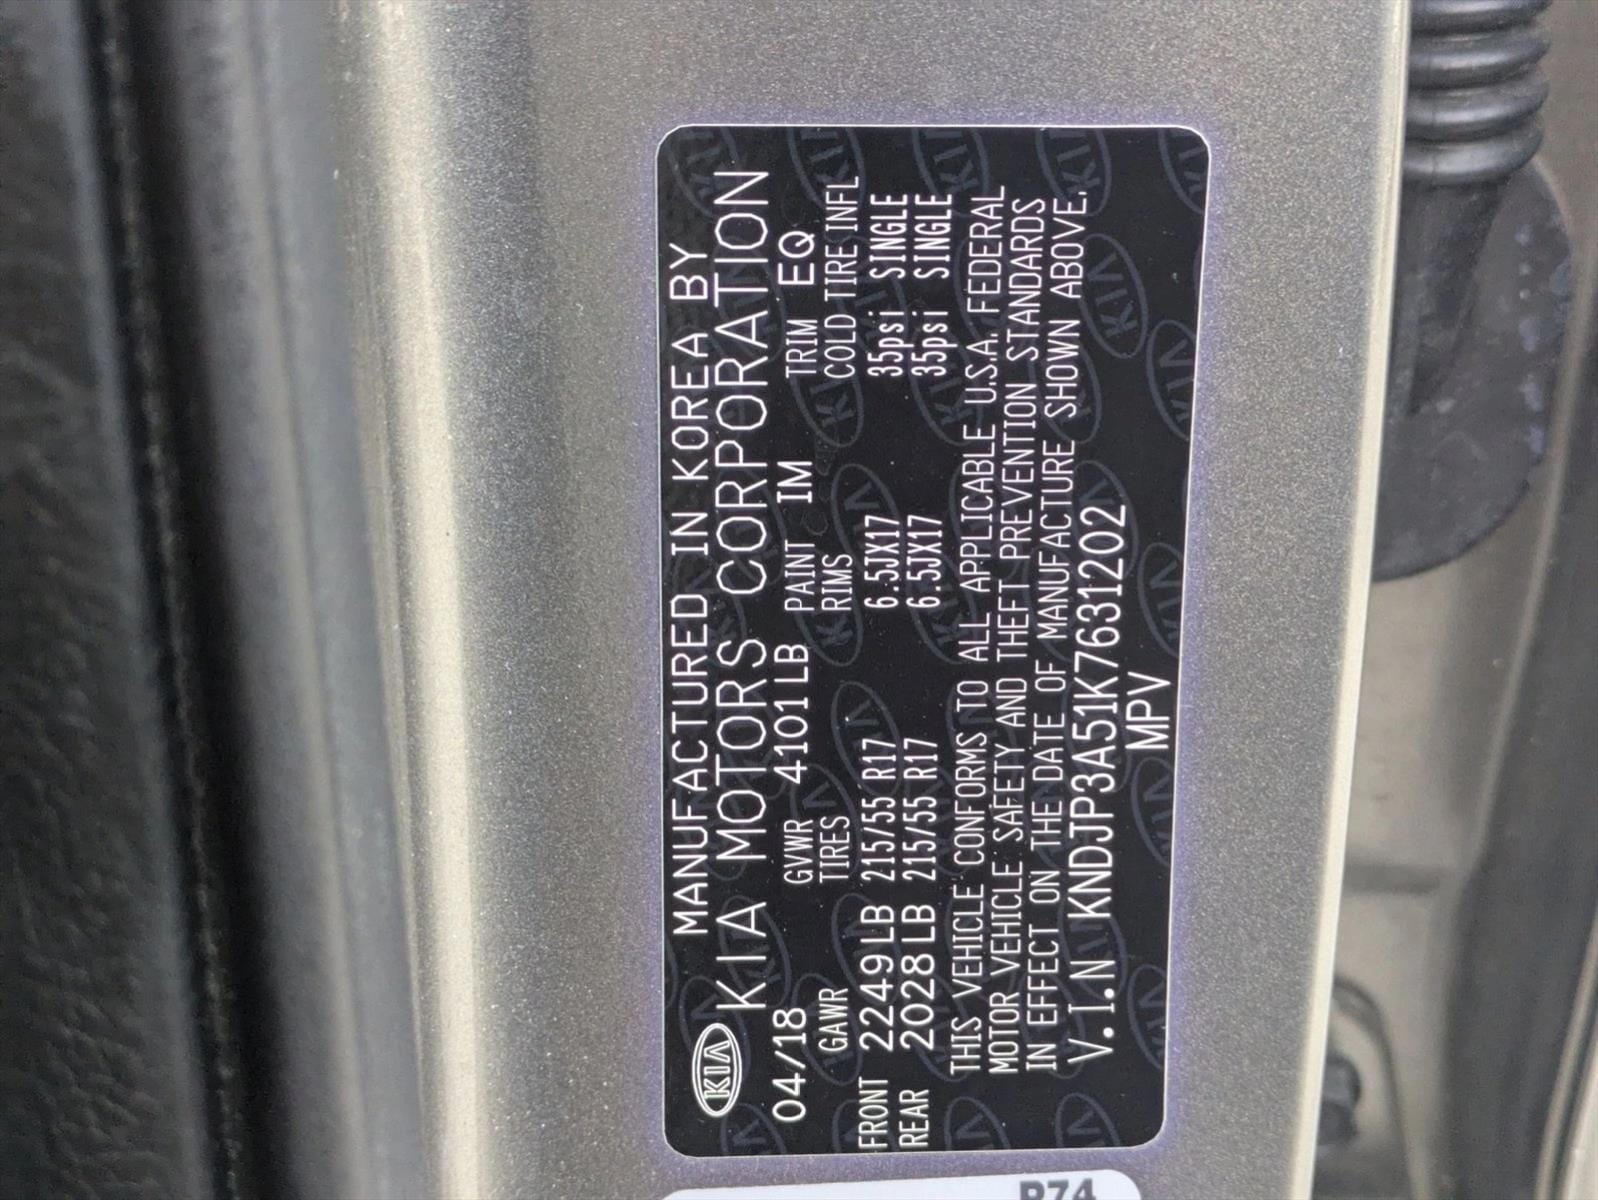 MANUFACTURED IN KOREA BY
KIA KIA MOTORS CORPORATION
04/18 GVWR 4101LB PAINT IM TRIM EQ
GAWR TIRES RIMS COLD TIRE INFL
FRONT 2249LB 215/55 R17 6.5JX17 35psi SINGLE
REAR 2028LB 215/55 R17 6.5JX17 35psi SINGLE
THIS VEHICLE CONFORMS TO ALL APPLICABLE U.S.A. FEDERAL
MOTOR VEHICLE SAFETY AND THEFT PREVENTION STANDARDS
IN EFFECT ON THE DATE OF MANUFACTURE SHOWN ABOVE.
V.I.N KNDJP3A51K7631202
MPV
P74